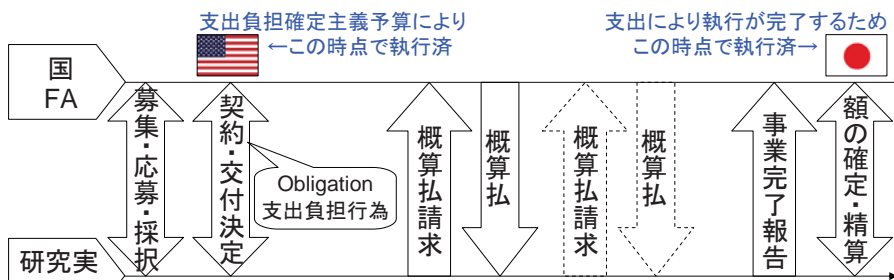 支出負担確定主義予算により
←この時点で執行済
支出により執行が完了するため
この時点で執行済→
国
FA
募集・応募・採択
契約・交付決定
Obligation
支出負担行為
概算払請求
概算払
概算払請求
概算払
事業完了報告
額の確定・精算
研究実